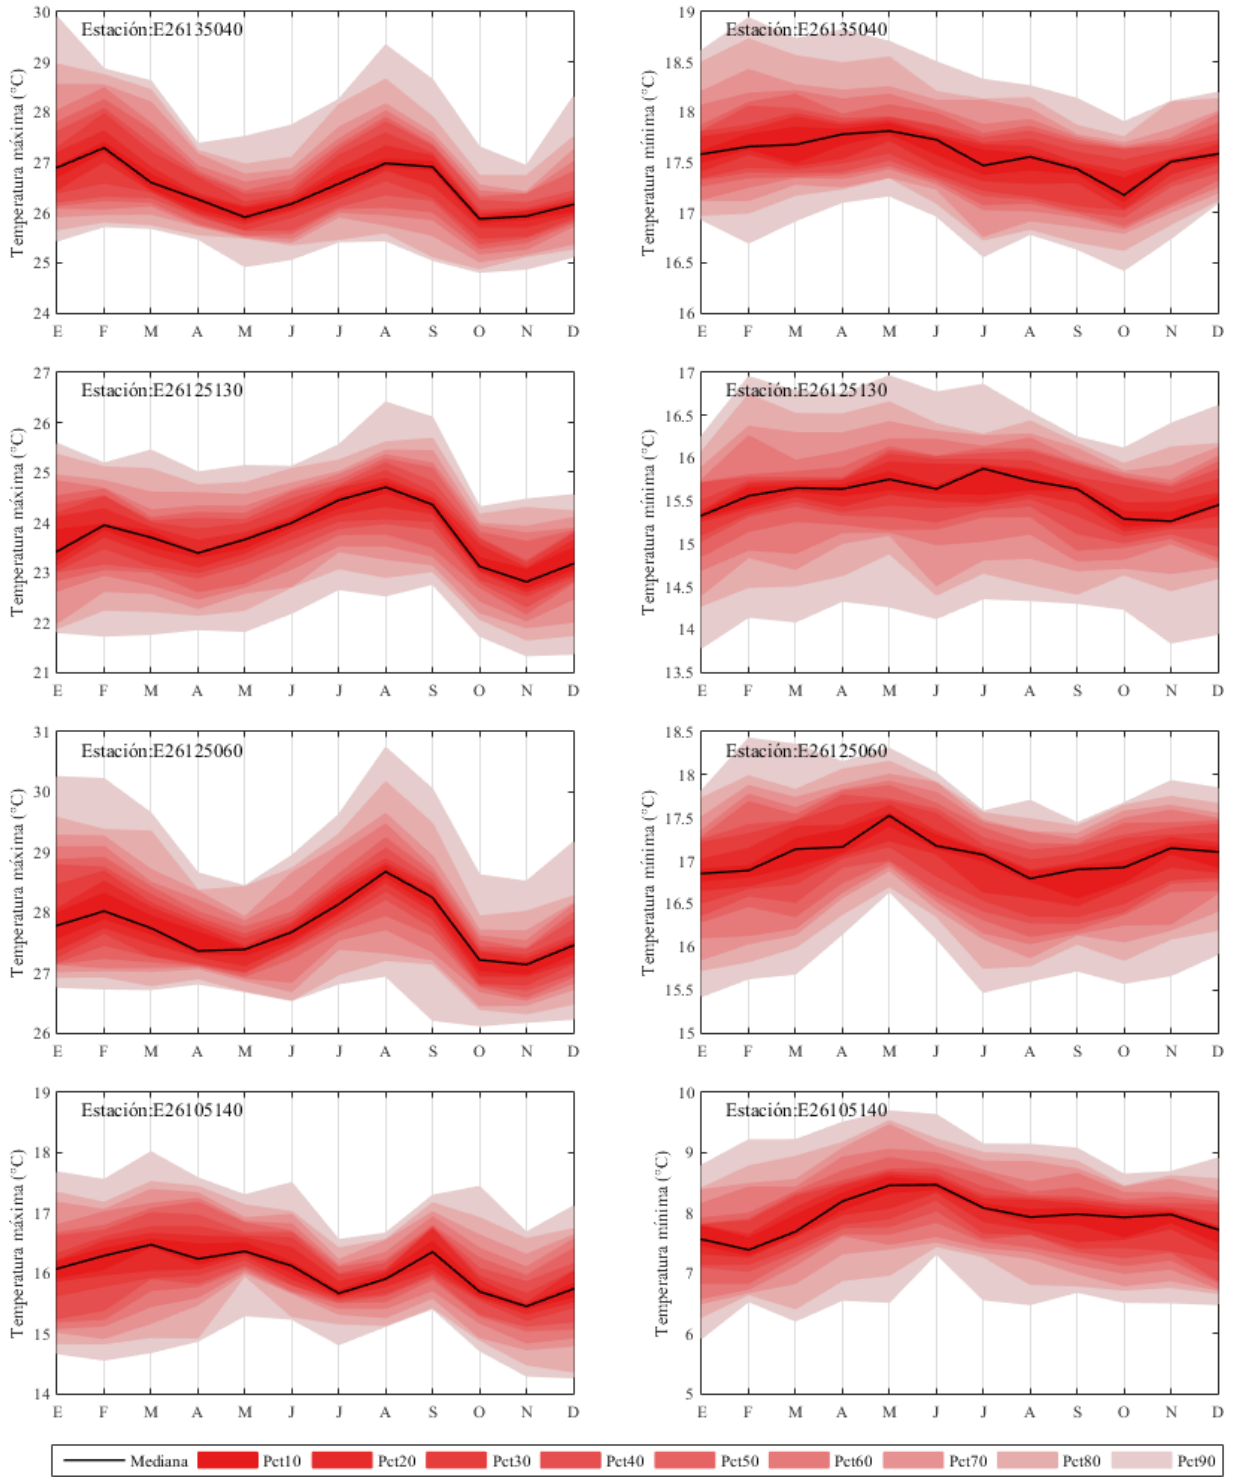 Estación:E26135040
Temperatura máxima (°C)
30
29
28
27
26
25
24
E F M A M J J A S O N D
Estación:E26135040
Temperatura mínima (°C)
19
18.5
18
17.5
17
16.5
16
E F M A M J J A S O N D
Estación:E26125130
Temperatura máxima (°C)
27
26
25
24
23
22
21
E F M A M J J A S O N D
Estación:E26125130
Temperatura mínima (°C)
17
16.5
16
15.5
15
14.5
14
13.5
E F M A M J J A S O N D
Estación:E26125060
Temperatura máxima (°C)
31
30
29
28
27
26
E F M A M J J A S O N D
Estación:E26125060
Temperatura mínima (°C)
18.5
18
17.5
17
16.5
16
15.5
15
E F M A M J J A S O N D
Estación:E26105140
Temperatura máxima (°C)
19
18
17
16
15
14
E F M A M J J A S O N D
Estación:E26105140
Temperatura mínima (°C)
10
9
8
7
6
5
E F M A M J J A S O N D
Mediana Pct10 Pct20 Pct30 Pct40 Pct50 Pct60 Pct70 Pct80 Pct90